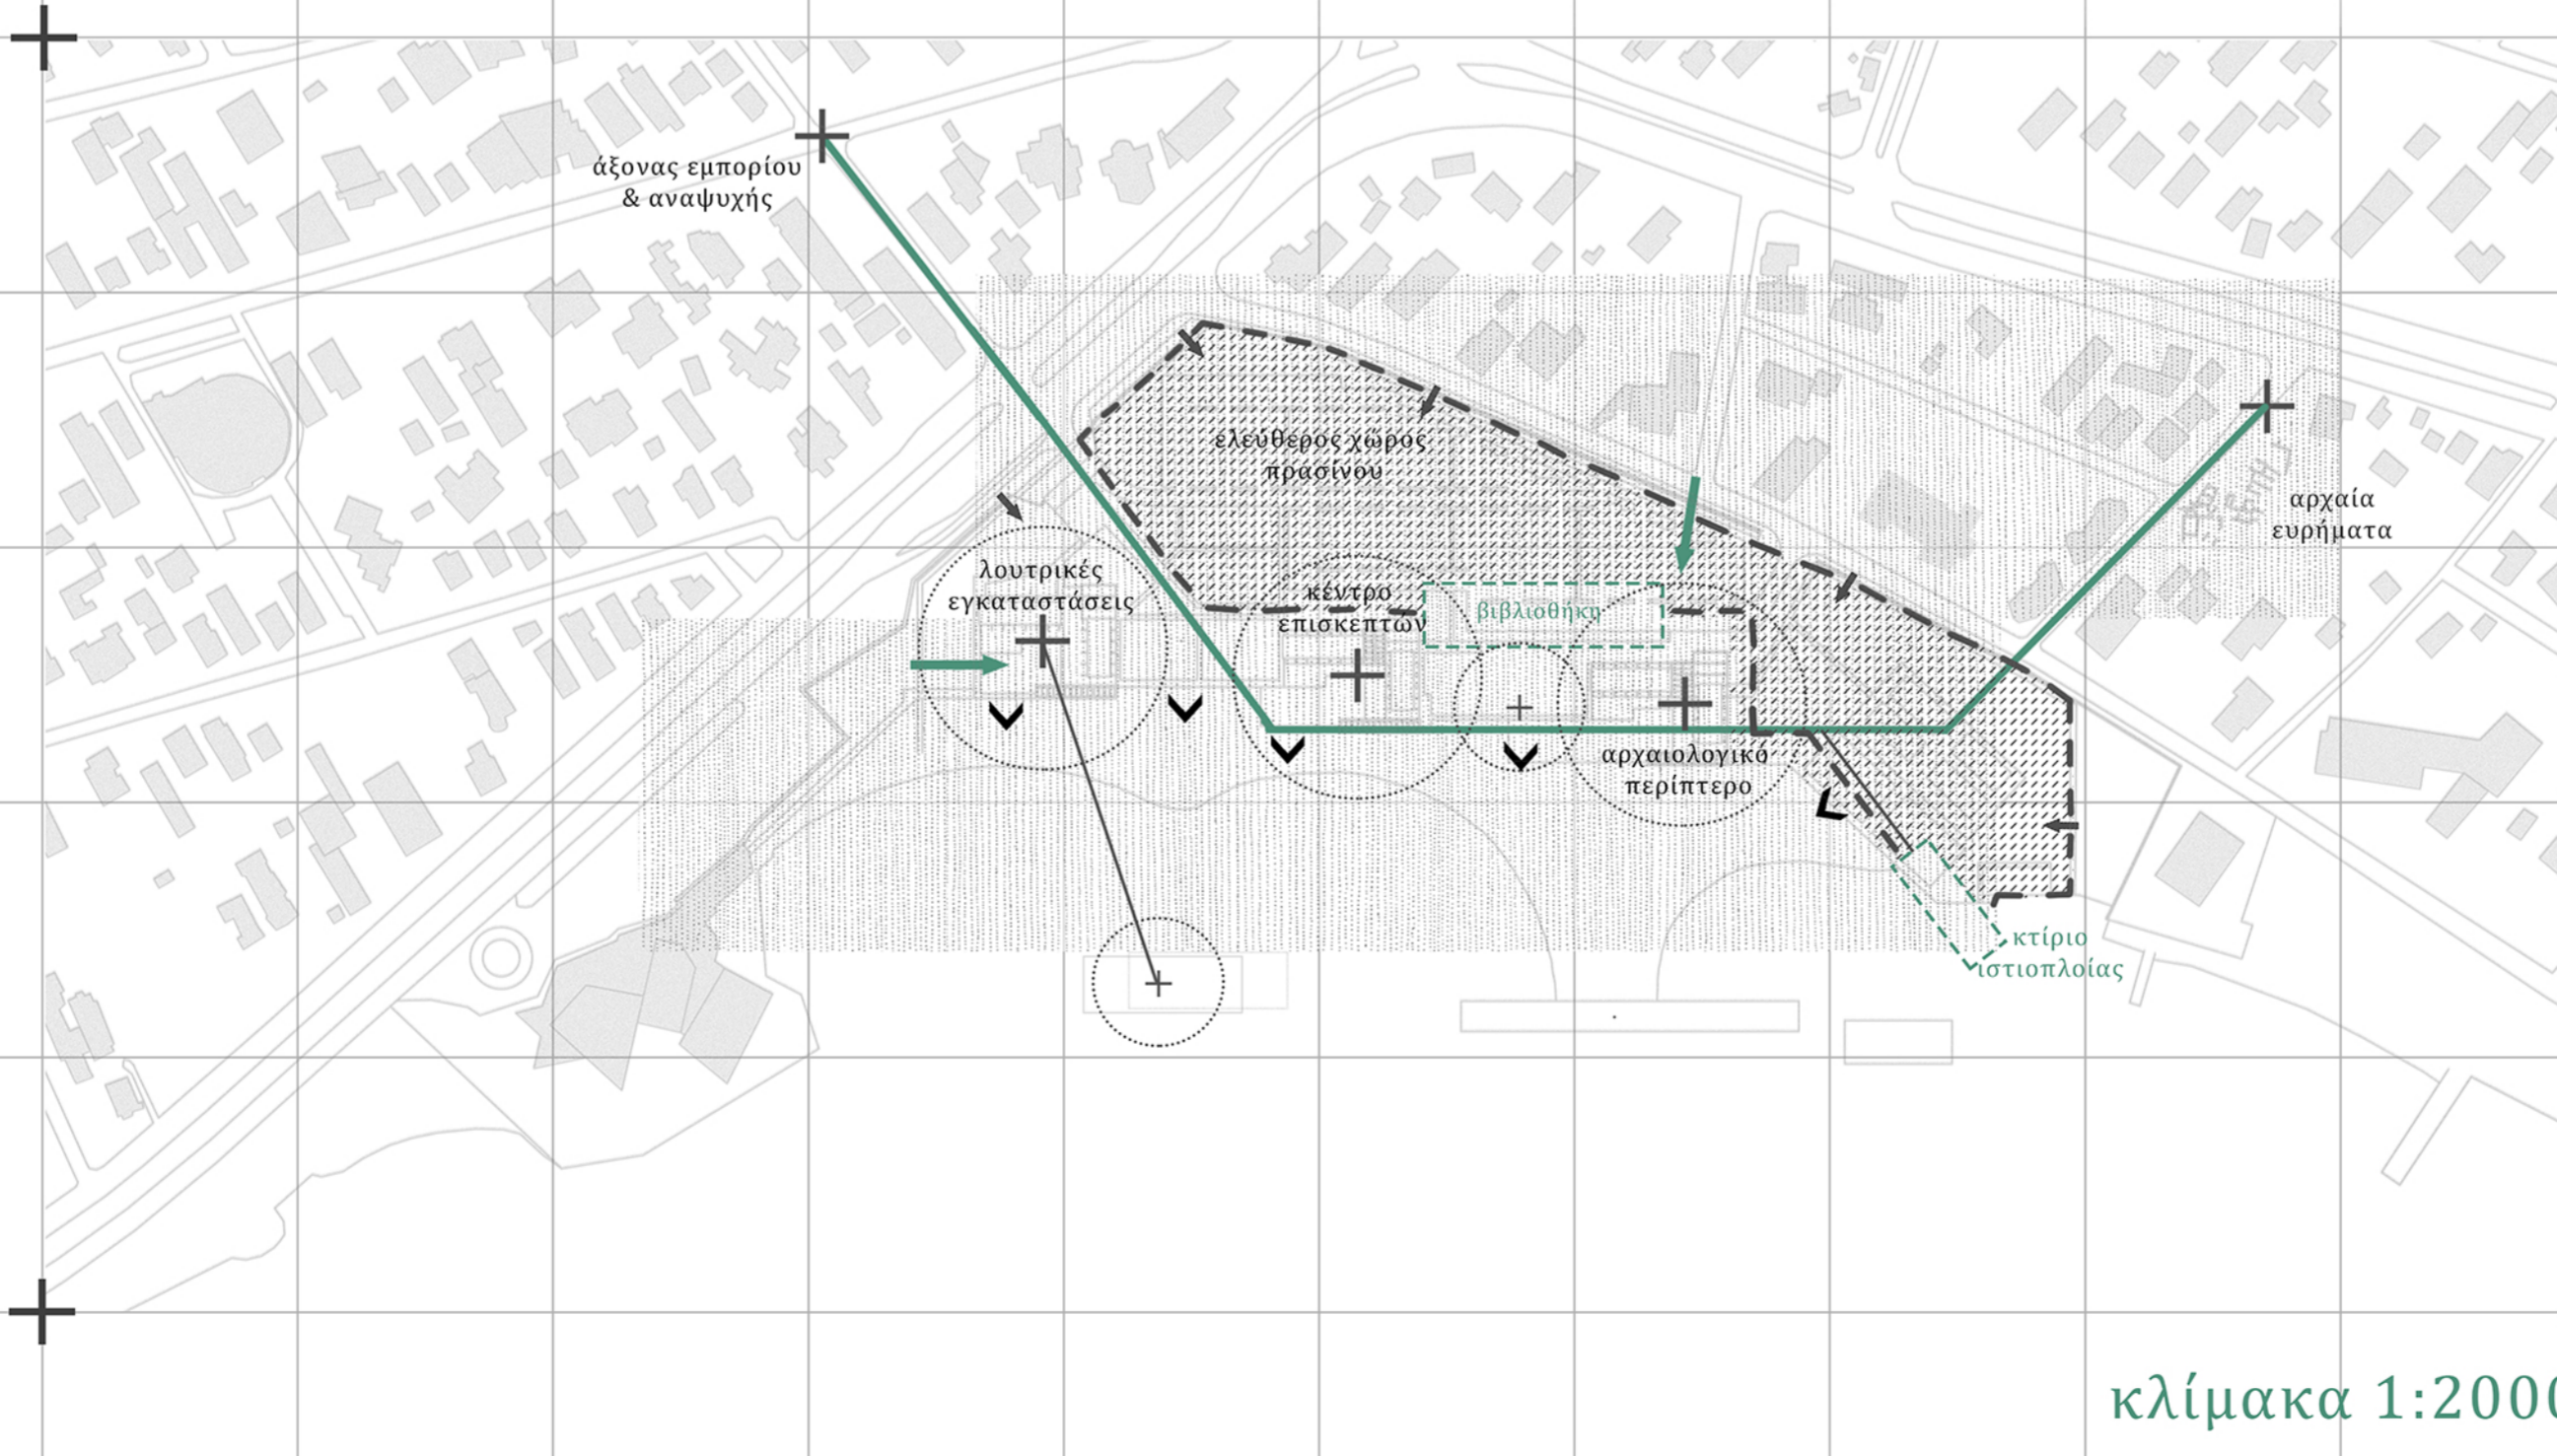 άξονας εμπορίου
& αναψυχής
ελεύθερος χώρος
πρασίνου
αρχαία
ευρήματα
λουτρικές
εγκαταστάσεις
κέντρο
επισκεπτών
βιβλιοθήκη
αρχαιολογικό
περίπτερο
κτίριο
ιστιοπλοΐας
κλίμακα 1:2000